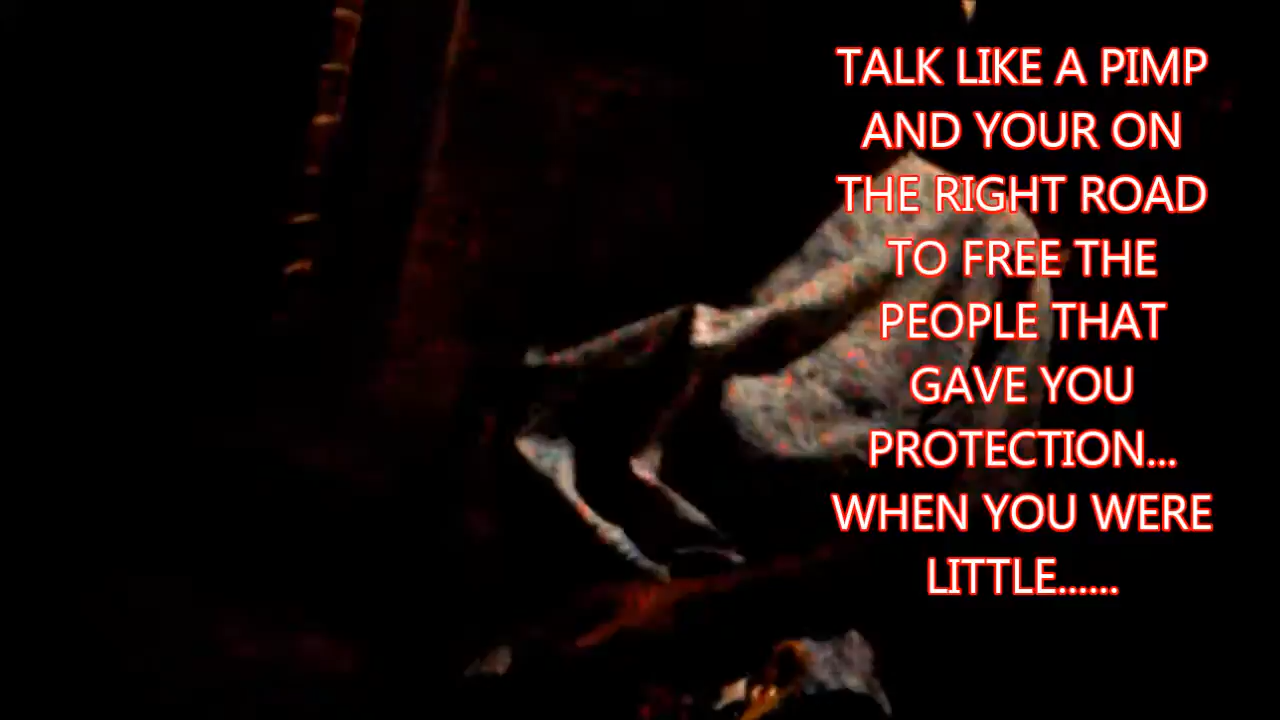 TALK LIKE A PIMP
AND YOUR ON
THE RIGHT ROAD
TO FREE THE
PEOPLE THAT
GAVE YOU
PROTECTION...
WHEN YOU WERE
LITTLE......